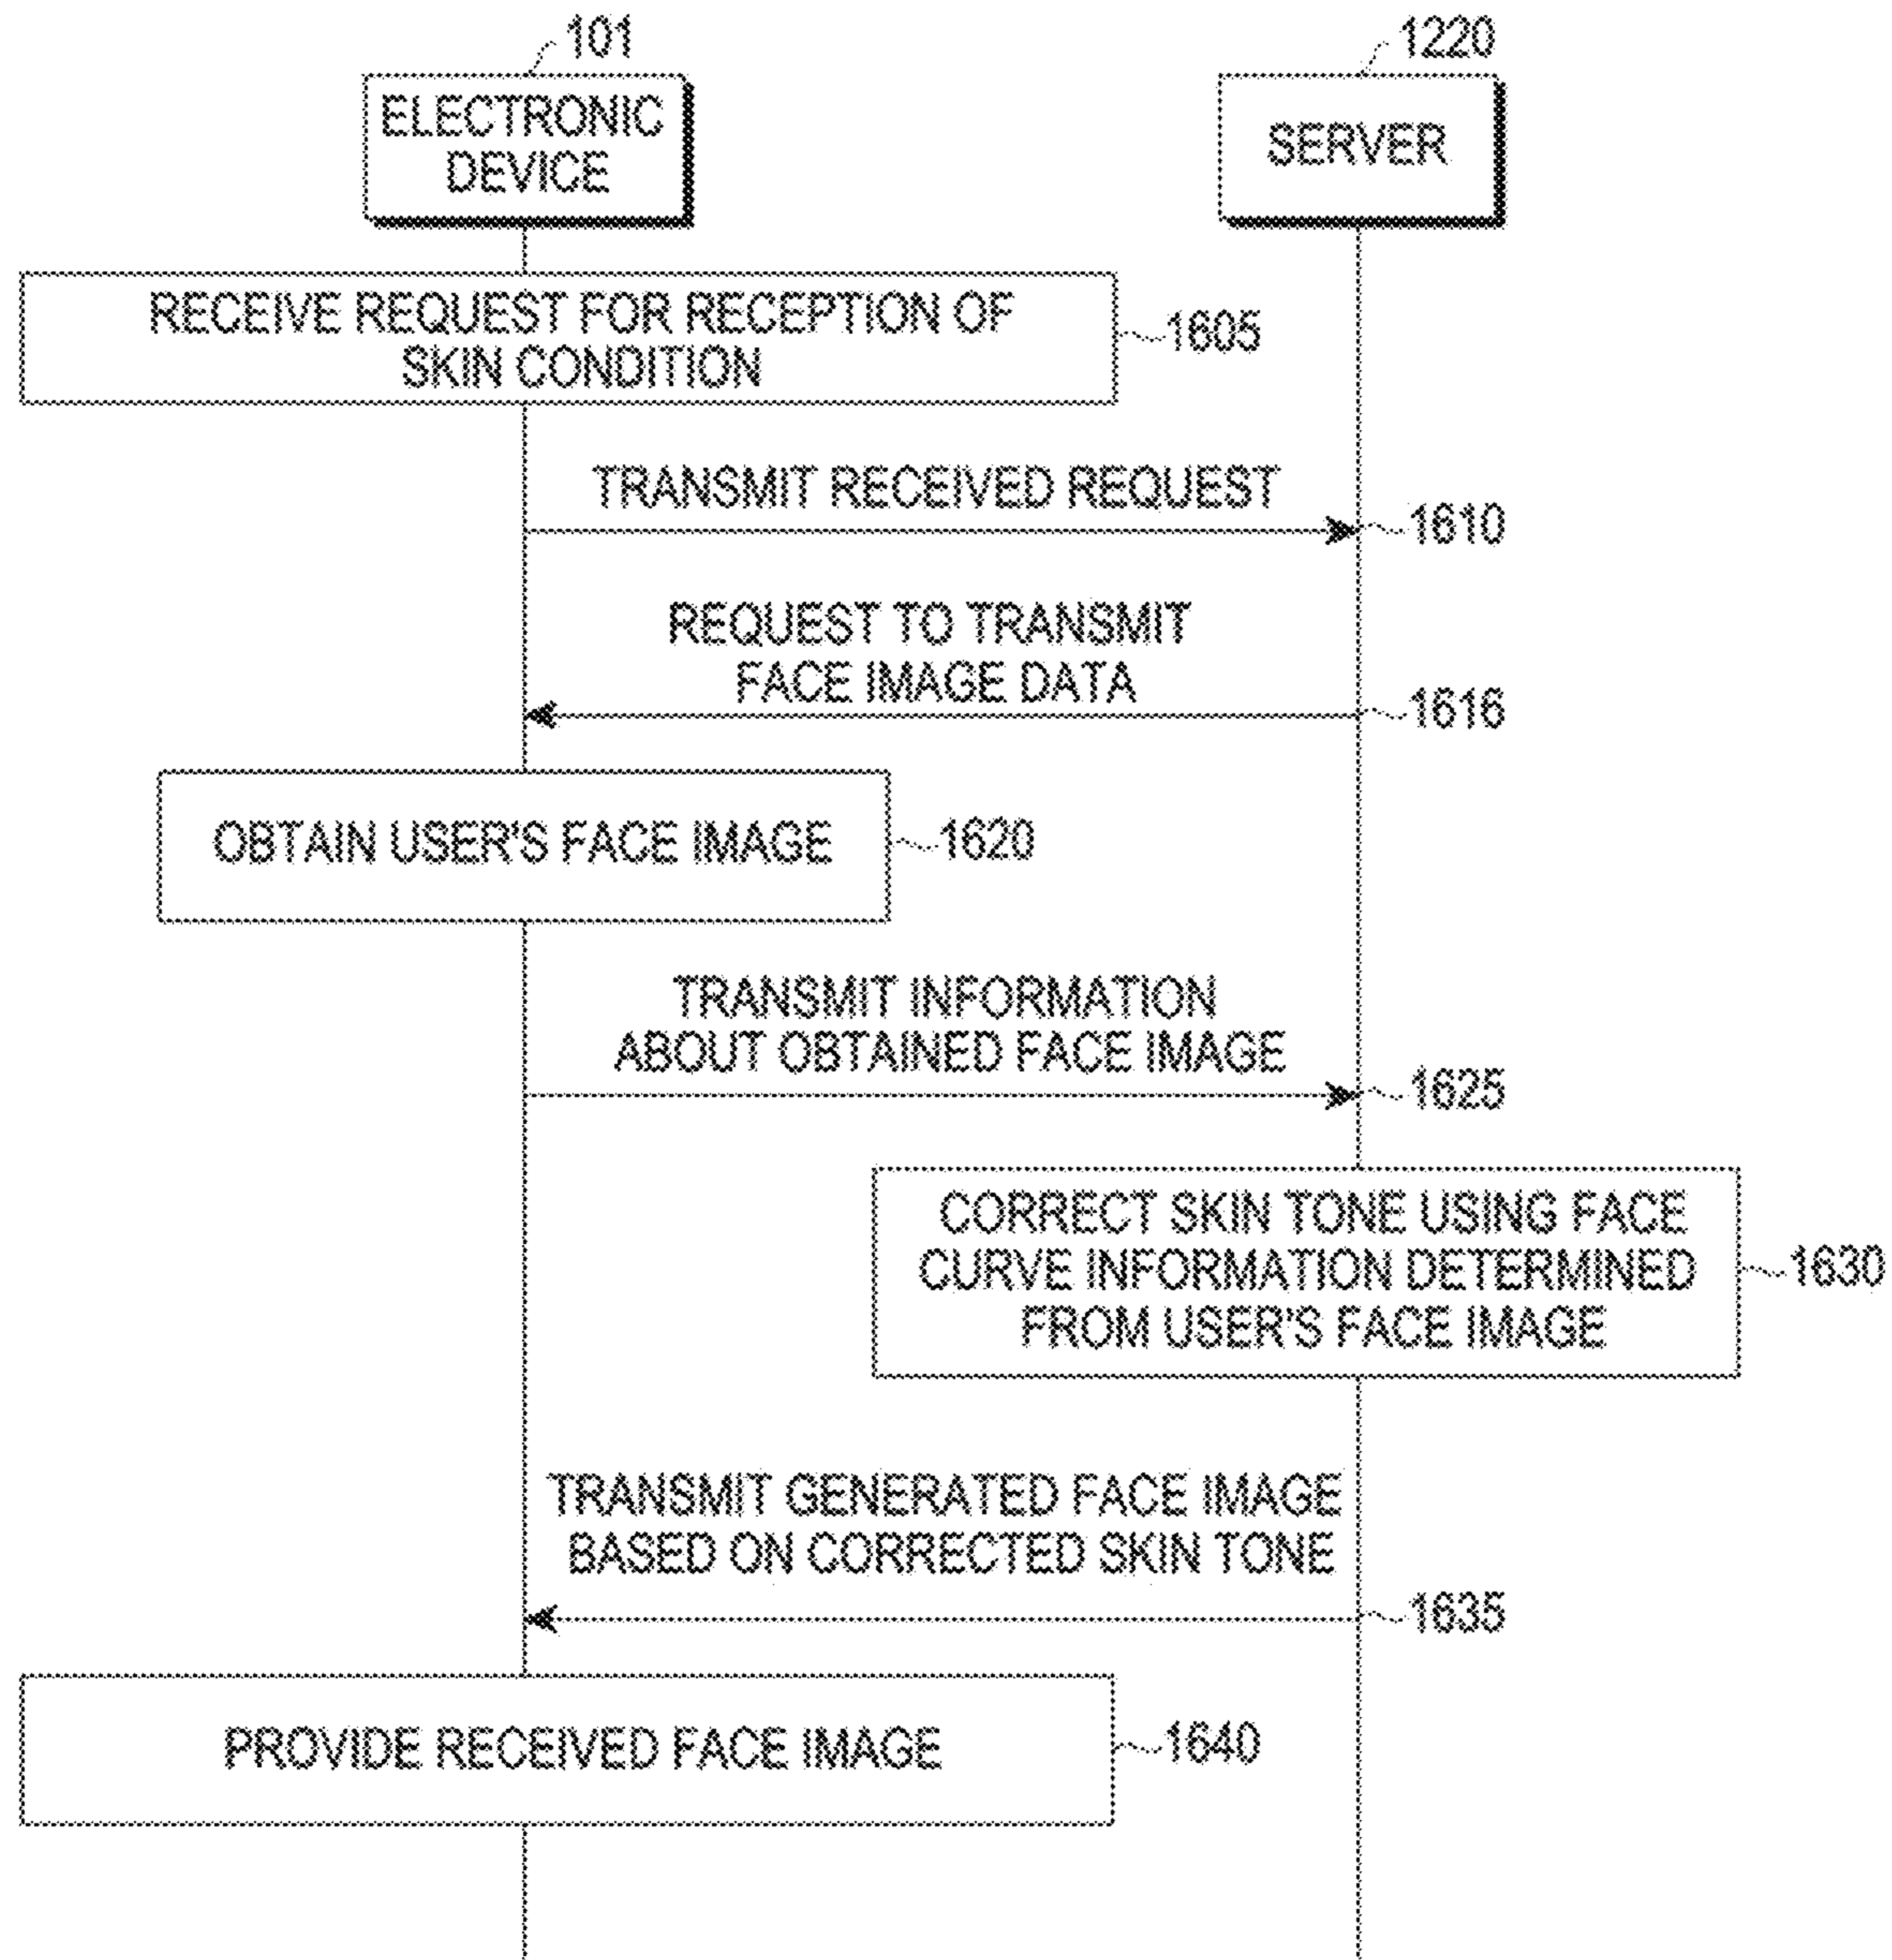 101
1220
ELECTRONIC
DEVICE
SERVER
RECEIVE REQUEST FOR RECEPTION OF
SKIN CONDITION
1605
TRANSMIT RECEIVED REQUEST
1610
REQUEST TO TRANSMIT
FACE IMAGE DATA
1616
OBTAIN USER'S FACE IMAGE
1620
TRANSMIT INFORMATION
ABOUT OBTAINED FACE IMAGE
1625
CORRECT SKIN TONE USING FACE
CURVE INFORMATION DETERMINED
FROM USER'S FACE IMAGE
1630
TRANSMIT GENERATED FACE IMAGE
BASED ON CORRECTED SKIN TONE
1635
PROVIDE RECEIVED FACE IMAGE
1640